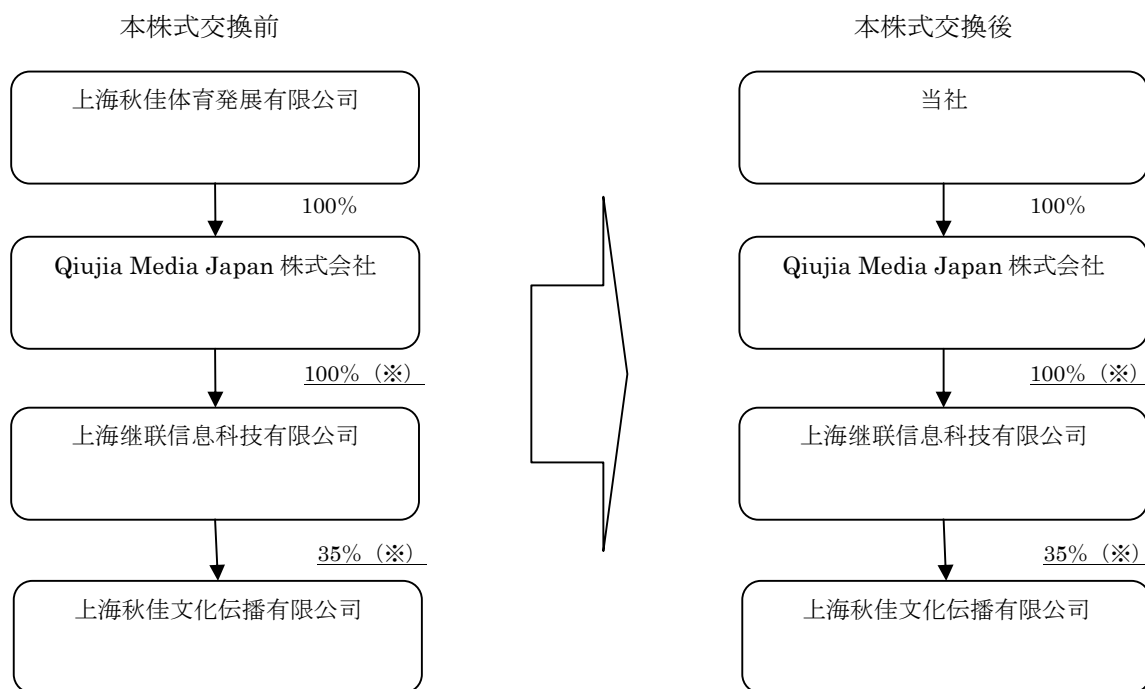 本株式交換前
上海秋佳体育発展有限公司
100%
Qiujia Media Japan 株式会社
100%（※）
上海继联信息科技有限公司
35%（※）
上海秋佳文化伝播有限公司
本株式交換後
当社
100%
Qiujia Media Japan 株式会社
100%（※）
上海继联信息科技有限公司
35%（※）
上海秋佳文化伝播有限公司